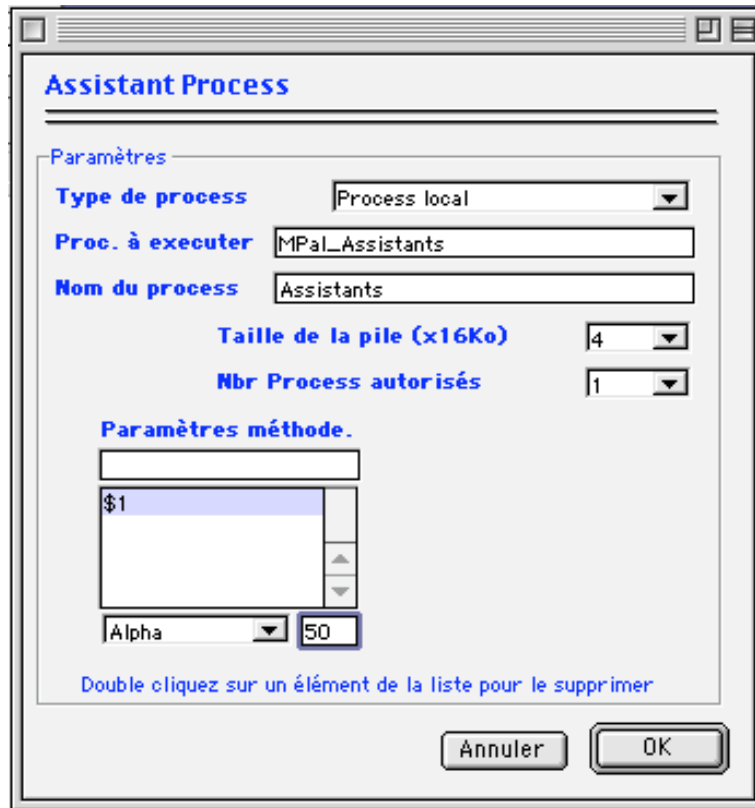 Assistant Process
Paramètres
Type de process Process local
Proc. à executer MPal_Assistants
Nom du process Assistants
Taille de la pile (x16Ko) 4
Nbr Process autorisés 1
Paramètres méthode.
$1
Alpha 50
Double cliquez sur un élément de la liste pour le supprimer
Annuler OK